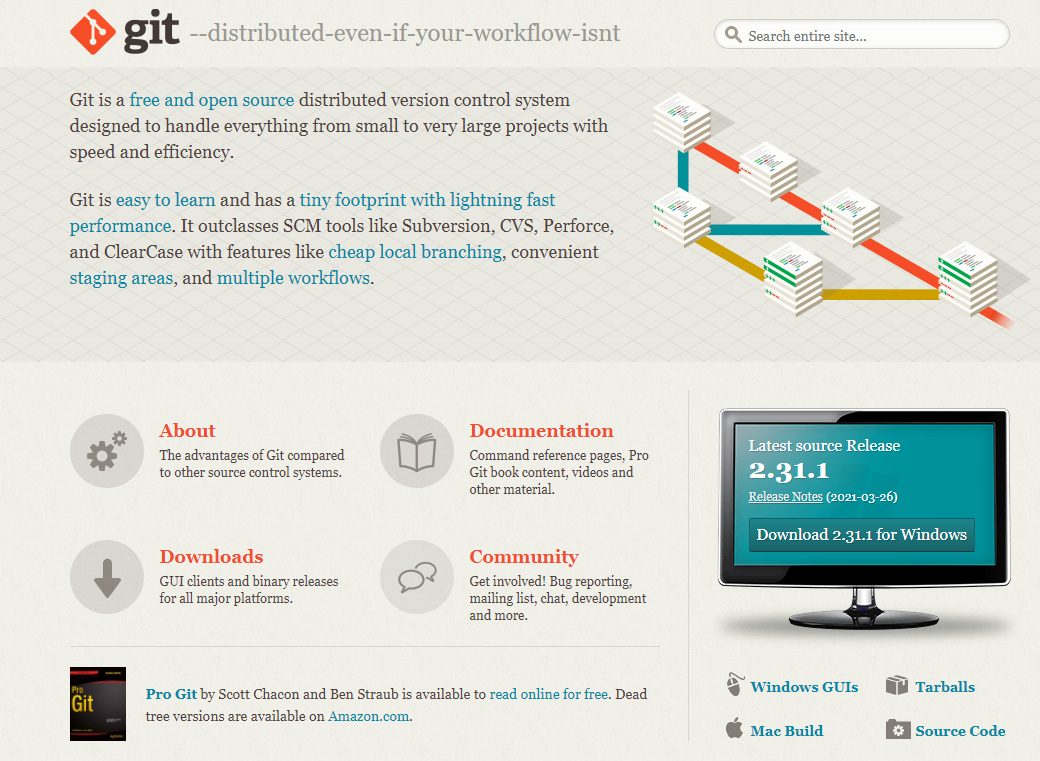 git --distributed-even-if-your-workflow-isnt
Search entire site...
Git is a free and open source distributed version control system
designed to handle everything from small to very large projects with
speed and efficiency.
Git is easy to learn and has a tiny footprint with lightning fast
performance. It outclasses SCM tools like Subversion, CVS, Perforce,
and ClearCase with features like cheap local branching, convenient
staging areas, and multiple workflows.
About
The advantages of Git compared
to other source control systems.
Documentation
Command reference pages, Pro
Git book content, videos and
other material.
Downloads
GUI clients and binary releases
for all major platforms.
Community
Get involved! Bug reporting,
mailing list, chat, development
and more.
Latest source Release
2.31.1
Release Notes (2021-03-26)
Download 2.31.1 for Windows
Pro
Git
Pro Git by Scott Chacon and Ben Straub is available to read online for free. Dead
tree versions are available on Amazon.com.
Windows GUIs
Tarballs
Mac Build
Source Code